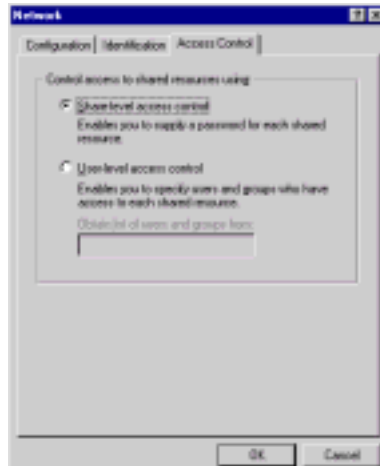 Network
Configuration Identification Access Control
Control access to shared resources using
Share-level access control
Enables you to supply a password for each shared
resource.
User-level access control
Enables you to specify users and groups who have
access to each shared resource.
Obtain list of users and groups from:
OK Cancel